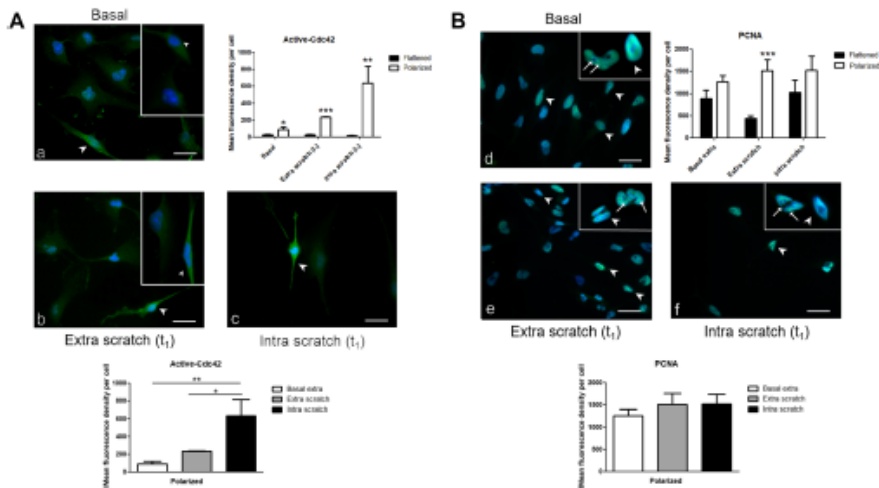 A
Basal
a
Active-Cdc42
Mean fluorescence density per cell
1000
800
600
400
200
0
*
***
**
Basal
Flattened
Polarized
b
c
Extra scratch (t1)
Intra scratch (t1)
Active-Cdc42
Mean fluorescence density per cell
1000
800
600
400
200
0
**
*
Polarized
Basal extra
Extra scratch
Intra scratch
B
Basal
d
PCNA
Mean fluorescence density per cell
2000
1500
1000
500
0
***
Basal extra
Extra scratch
Intra scratch
Flattened
Polarized
e
f
Extra scratch (t1)
Intra scratch (t1)
PCNA
Mean fluorescence density per cell
2000
1500
1000
500
0
Polarized
Basal extra
Extra scratch
Intra scratch